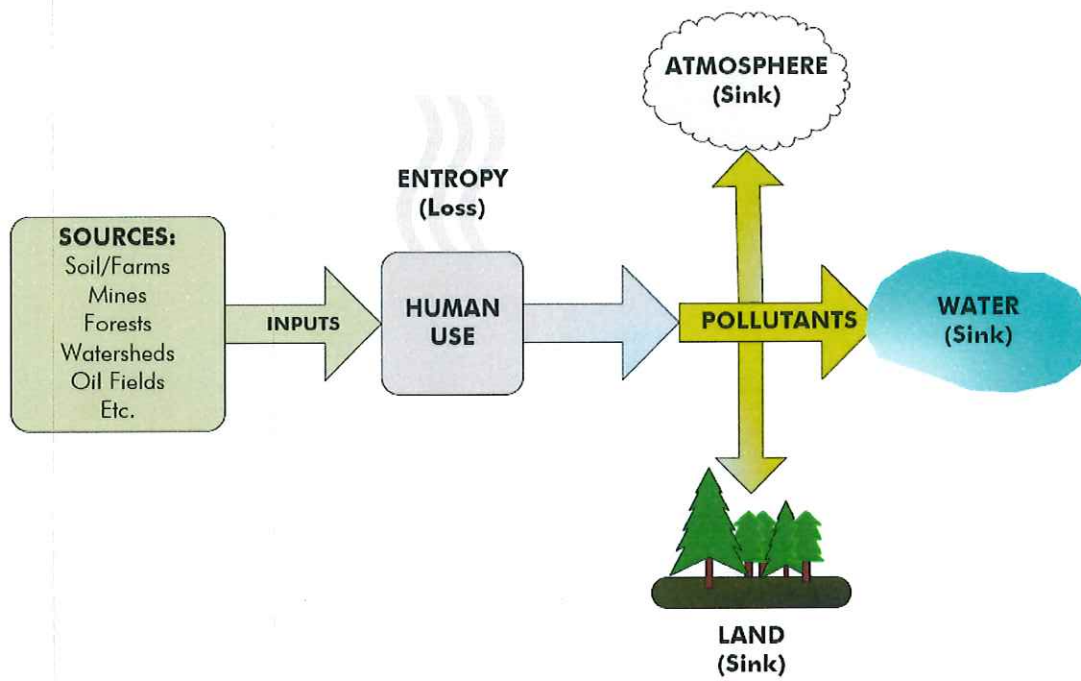 SOURCES:
Soil/Farms
Mines
Forests
Watersheds
Oil Fields
Etc.
INPUTS
ENTROPY
(Loss)
HUMAN
USE
POLLUTANTS
ATMOSPHERE
(Sink)
WATER
(Sink)
LAND
(Sink)